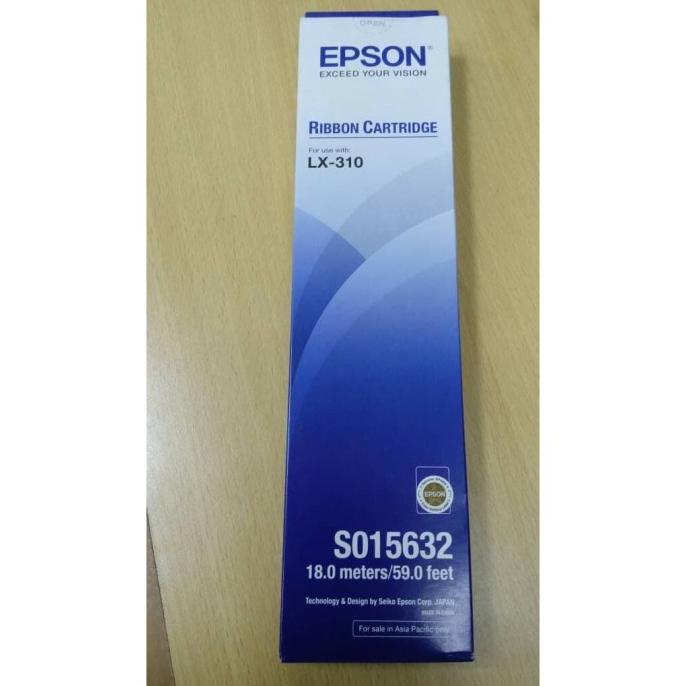 OPEN
EPSON®
EXCEED YOUR VISION
RIBBON CARTRIDGE
For use with:
LX-310
EPSON
S015632
18.0 meters/59.0 feet
Technology & Design by Seiko Epson Corp. JAPAN
For sale in Asia Pacific only